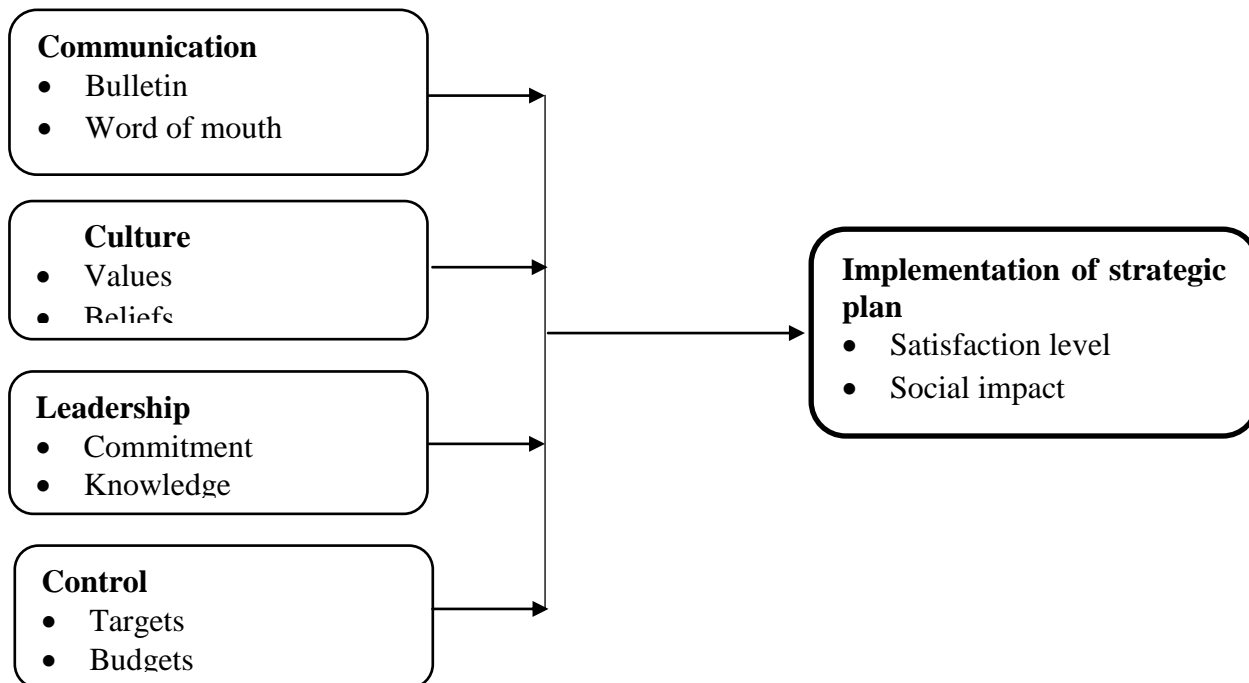 Communication
• Bulletin
• Word of mouth
Culture
• Values
• Beliefs
Leadership
• Commitment
• Knowledge
Control
• Targets
• Budgets
Implementation of strategic
plan
• Satisfaction level
• Social impact